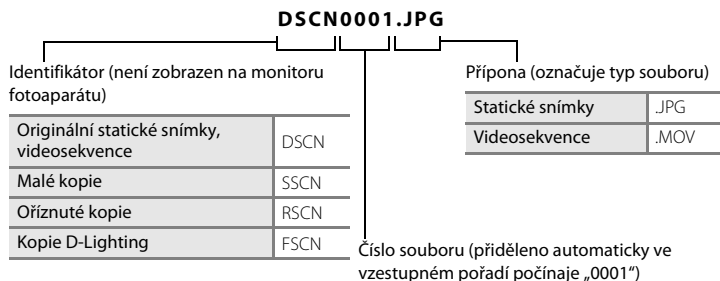 DSCN0001.JPG
Identifikátor (není zobrazen na monitoru
fotoaparátu)
Originální statické snímky,
videosekvence DSCN
Malé kopie SSCN
Oříznuté kopie RSCN
Kopie D-Lighting FSCN
Přípona (označuje typ souboru)
Statické snímky .JPG
Videosekvence .MOV
Číslo souboru (přiděleno automaticky ve
vzestupném pořadí počínaje „0001“)